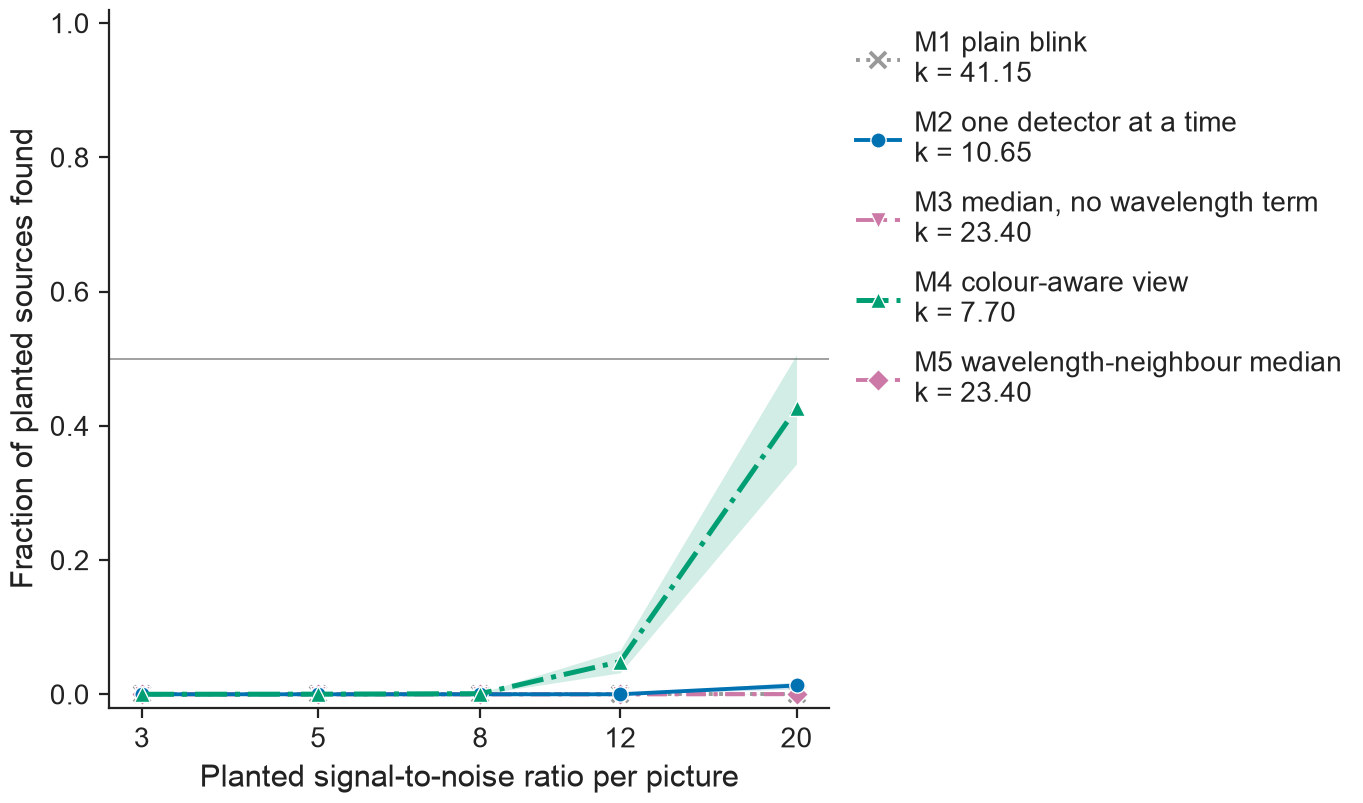 1.0
0.8
0.6
0.4
0.2
0.0
Fraction of planted sources found
3 5 8 12 20
Planted signal-to-noise ratio per picture
M1 plain blink
k = 41.15
M2 one detector at a time
k = 10.65
M3 median, no wavelength term
k = 23.40
M4 colour-aware view
k = 7.70
M5 wavelength-neighbour median
k = 23.40